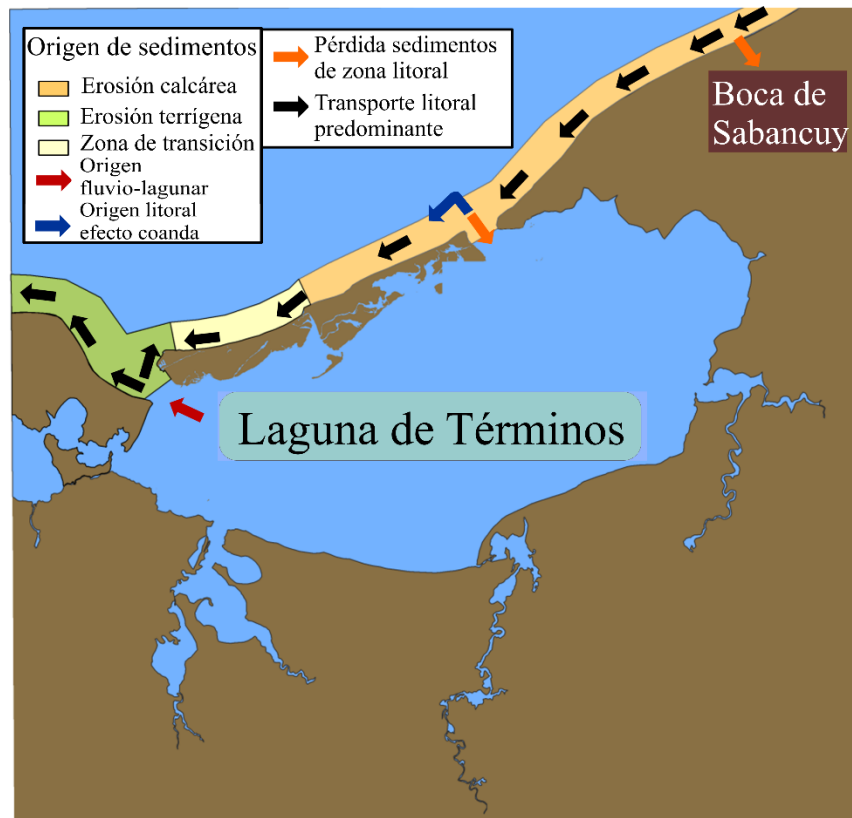 Origen de sedimentos
Erosión calcárea
Erosión terrígena
Zona de transición
Origen
fluvio-lagunar
Origen litoral
efecto coanda
Pérdida sedimentos
de zona litoral
Transporte litoral
predominante
Boca de
Sabancuy
Laguna de Términos